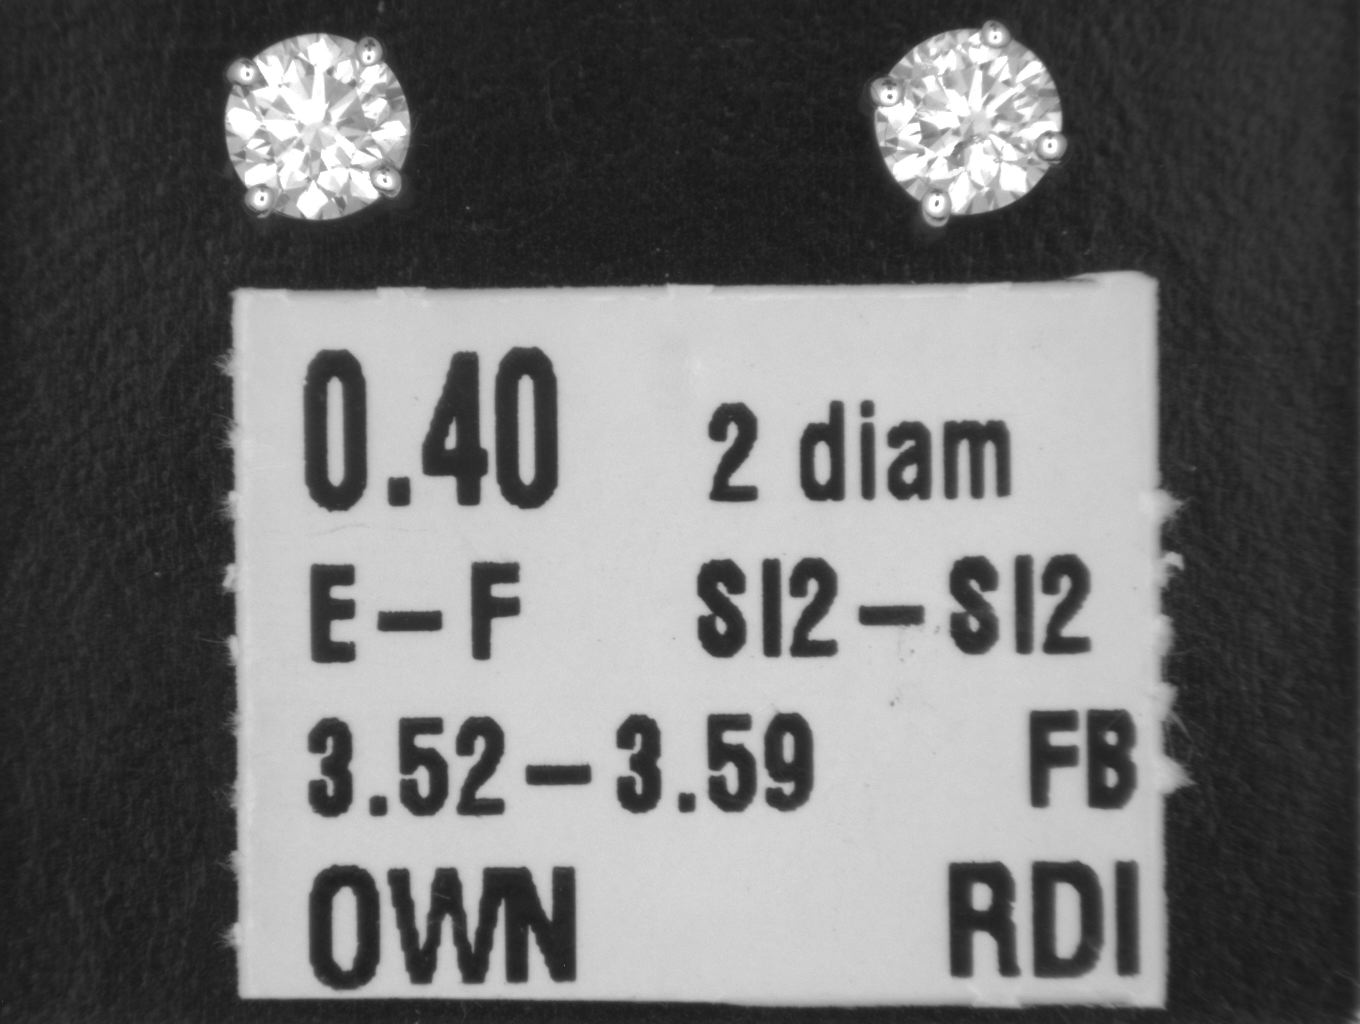 0.40 2 diam
E-F SI2-SI2
3.52-3.59 FB
OWN RDI